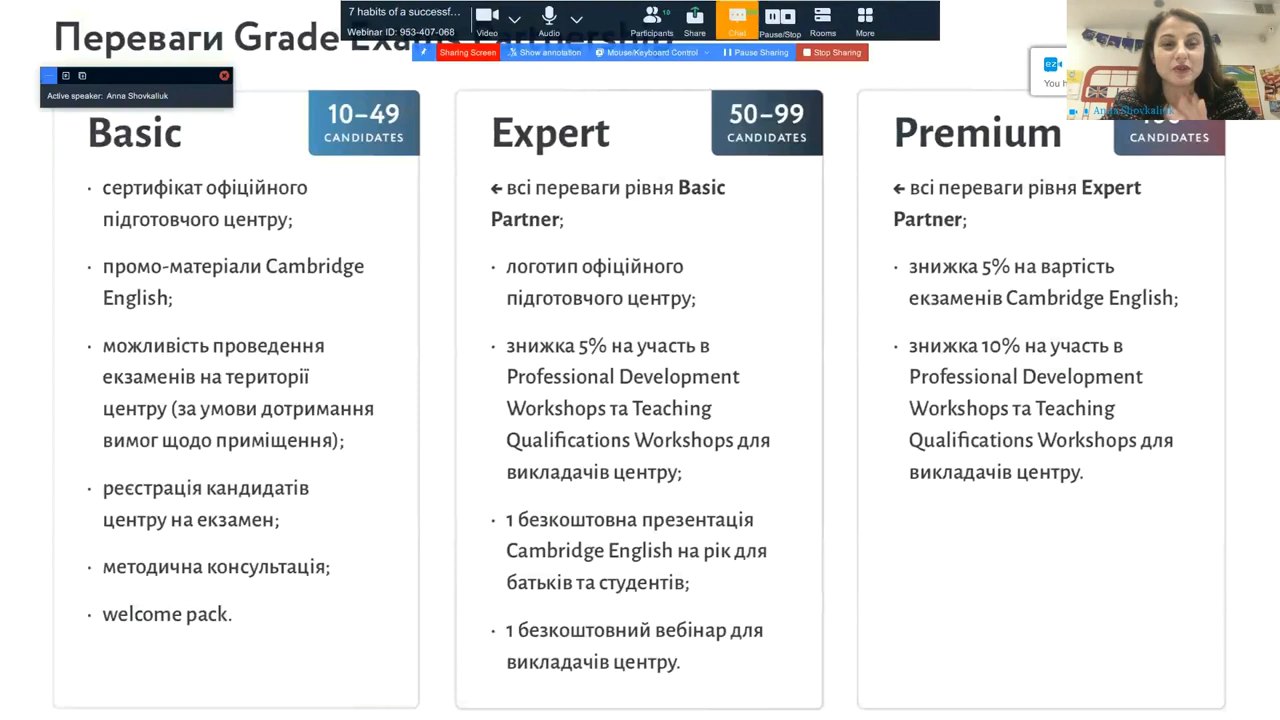 Переваги Grade Exams
7 habits of a successf...
Webinar ID: 953-407-068
Video
Audio
Participants
10
Share
Chat
Pause/Stop
Rooms
More
Sharing Screen
Show annotation
Mouse/Keyboard Control
Pause Sharing
Stop Sharing
Active speaker: Anna Shovkaliuk
ez
You h
Anna Shovkaliuk
Basic
10–49
CANDIDATES
· сертифікат офіційного
підготовчого центру;
· промо-матеріали Cambridge
English;
· можливість проведення
екзаменів на території
центру (за умови дотримання
вимог щодо приміщення);
· реєстрація кандидатів
центру на екзамен;
· методична консультація;
· welcome pack.
Expert
50–99
CANDIDATES
← всі переваги рівня Basic
Partner;
· логотип офіційного
підготовчого центру;
· знижка 5% на участь в
Professional Development
Workshops та Teaching
Qualifications Workshops для
викладачів центру;
· 1 безкоштовна презентація
Cambridge English на рік для
батьків та студентів;
· 1 безкоштовний вебінар для
викладачів центру.
Premium
CANDIDATES
← всі переваги рівня Expert
Partner;
· знижка 5% на вартість
екзаменів Cambridge English;
· знижка 10% на участь в
Professional Development
Workshops та Teaching
Qualifications Workshops для
викладачів центру.